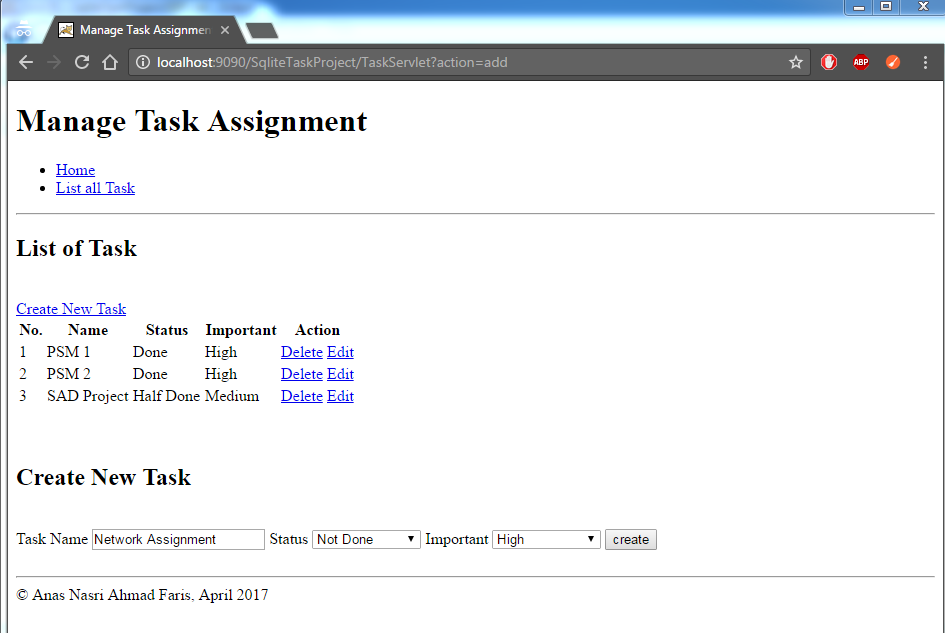 Manage Task Assignmen
localhost:9090/SqliteTaskProject/TaskServlet?action=add
ABP
Manage Task Assignment
Home
List all Task
List of Task
Create New Task
No. Name Status Important Action
1 PSM 1 Done High Delete Edit
2 PSM 2 Done High Delete Edit
3 SAD Project Half Done Medium Delete Edit
Create New Task
Task Name Network Assignment Status Not Done Important High create
© Anas Nasri Ahmad Faris, April 2017